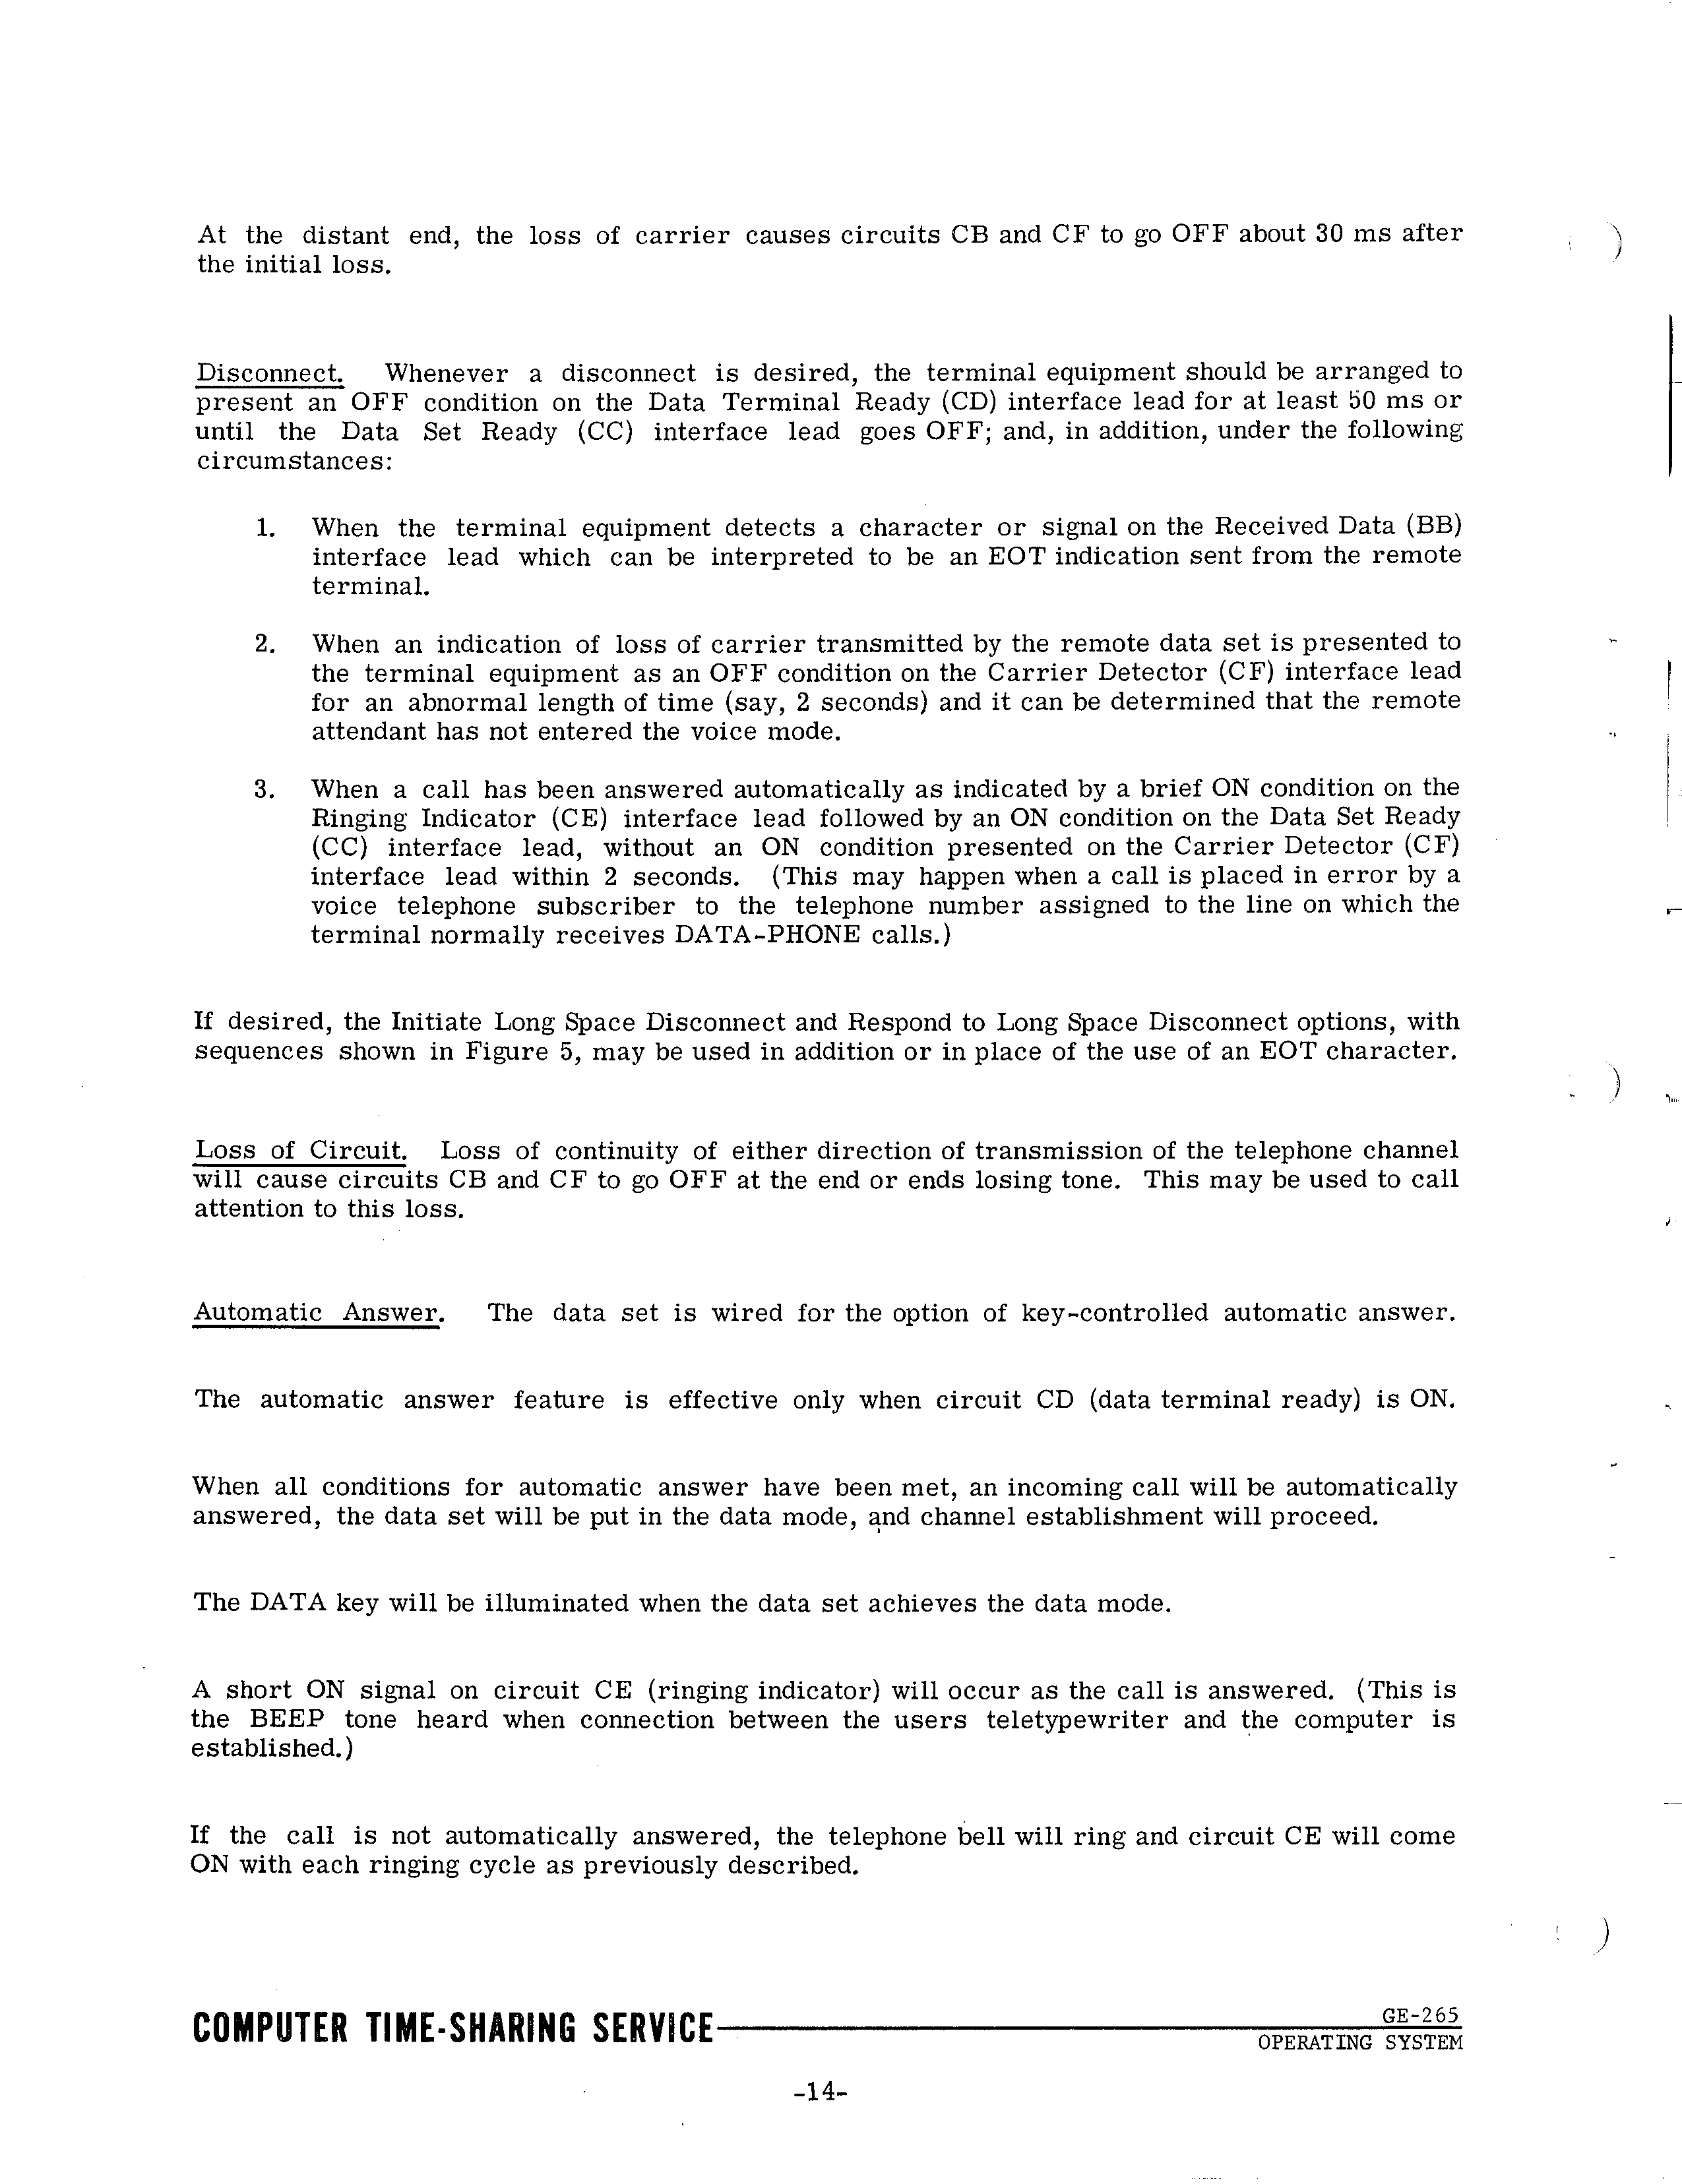 At the distant end, the loss of carrier causes circuits CB and CF to go OFF about 30 ms after
the initial loss.
Disconnect. Whenever a disconnect is desired, the terminal equipment should be arranged to
present an OFF condition on the Data Terminal Ready (CD) interface lead for at least 50 ms or
until the Data Set Ready (CC) interface lead goes OFF; and, in addition, under the following
circumstances:
1. When the terminal equipment detects a character or signal on the Received Data (BB)
interface lead which can be interpreted to be an EOT indication sent from the remote
terminal.
2. When an indication of loss of carrier transmitted by the remote data set is presented to
the terminal equipment as an OFF condition on the Carrier Detector (CF) interface lead
for an abnormal length of time (say, 2 seconds) and it can be determined that the remote
attendant has not entered the voice mode.
3. When a call has been answered automatically as indicated by a brief ON condition on the
Ringing Indicator (CE) interface lead followed by an ON condition on the Data Set Ready
(CC) interface lead, without an ON condition presented on the Carrier Detector (CF)
interface lead within 2 seconds. (This may happen when a call is placed in error by a
voice telephone subscriber to the telephone number assigned to the line on which the
terminal normally receives DATA-PHONE calls.)
If desired, the Initiate Long Space Disconnect and Respond to Long Space Disconnect options, with
sequences shown in Figure 5, may be used in addition or in place of the use of an EOT character.
Loss of Circuit. Loss of continuity of either direction of transmission of the telephone channel
will cause circuits CB and CF to go OFF at the end or ends losing tone. This may be used to call
attention to this loss.
Automatic Answer. The data set is wired for the option of key-controlled automatic answer.
The automatic answer feature is effective only when circuit CD (data terminal ready) is ON.
When all conditions for automatic answer have been met, an incoming call will be automatically
answered, the data set will be put in the data mode, and channel establishment will proceed.
The DATA key will be illuminated when the data set achieves the data mode.
A short ON signal on circuit CE (ringing indicator) will occur as the call is answered. (This is
the BEEP tone heard when connection between the users teletypewriter and the computer is
established.)
If the call is not automatically answered, the telephone bell will ring and circuit CE will come
ON with each ringing cycle as previously described.
COMPUTER TIME-SHARING SERVICE GE-265
OPERATING SYSTEM
-14-